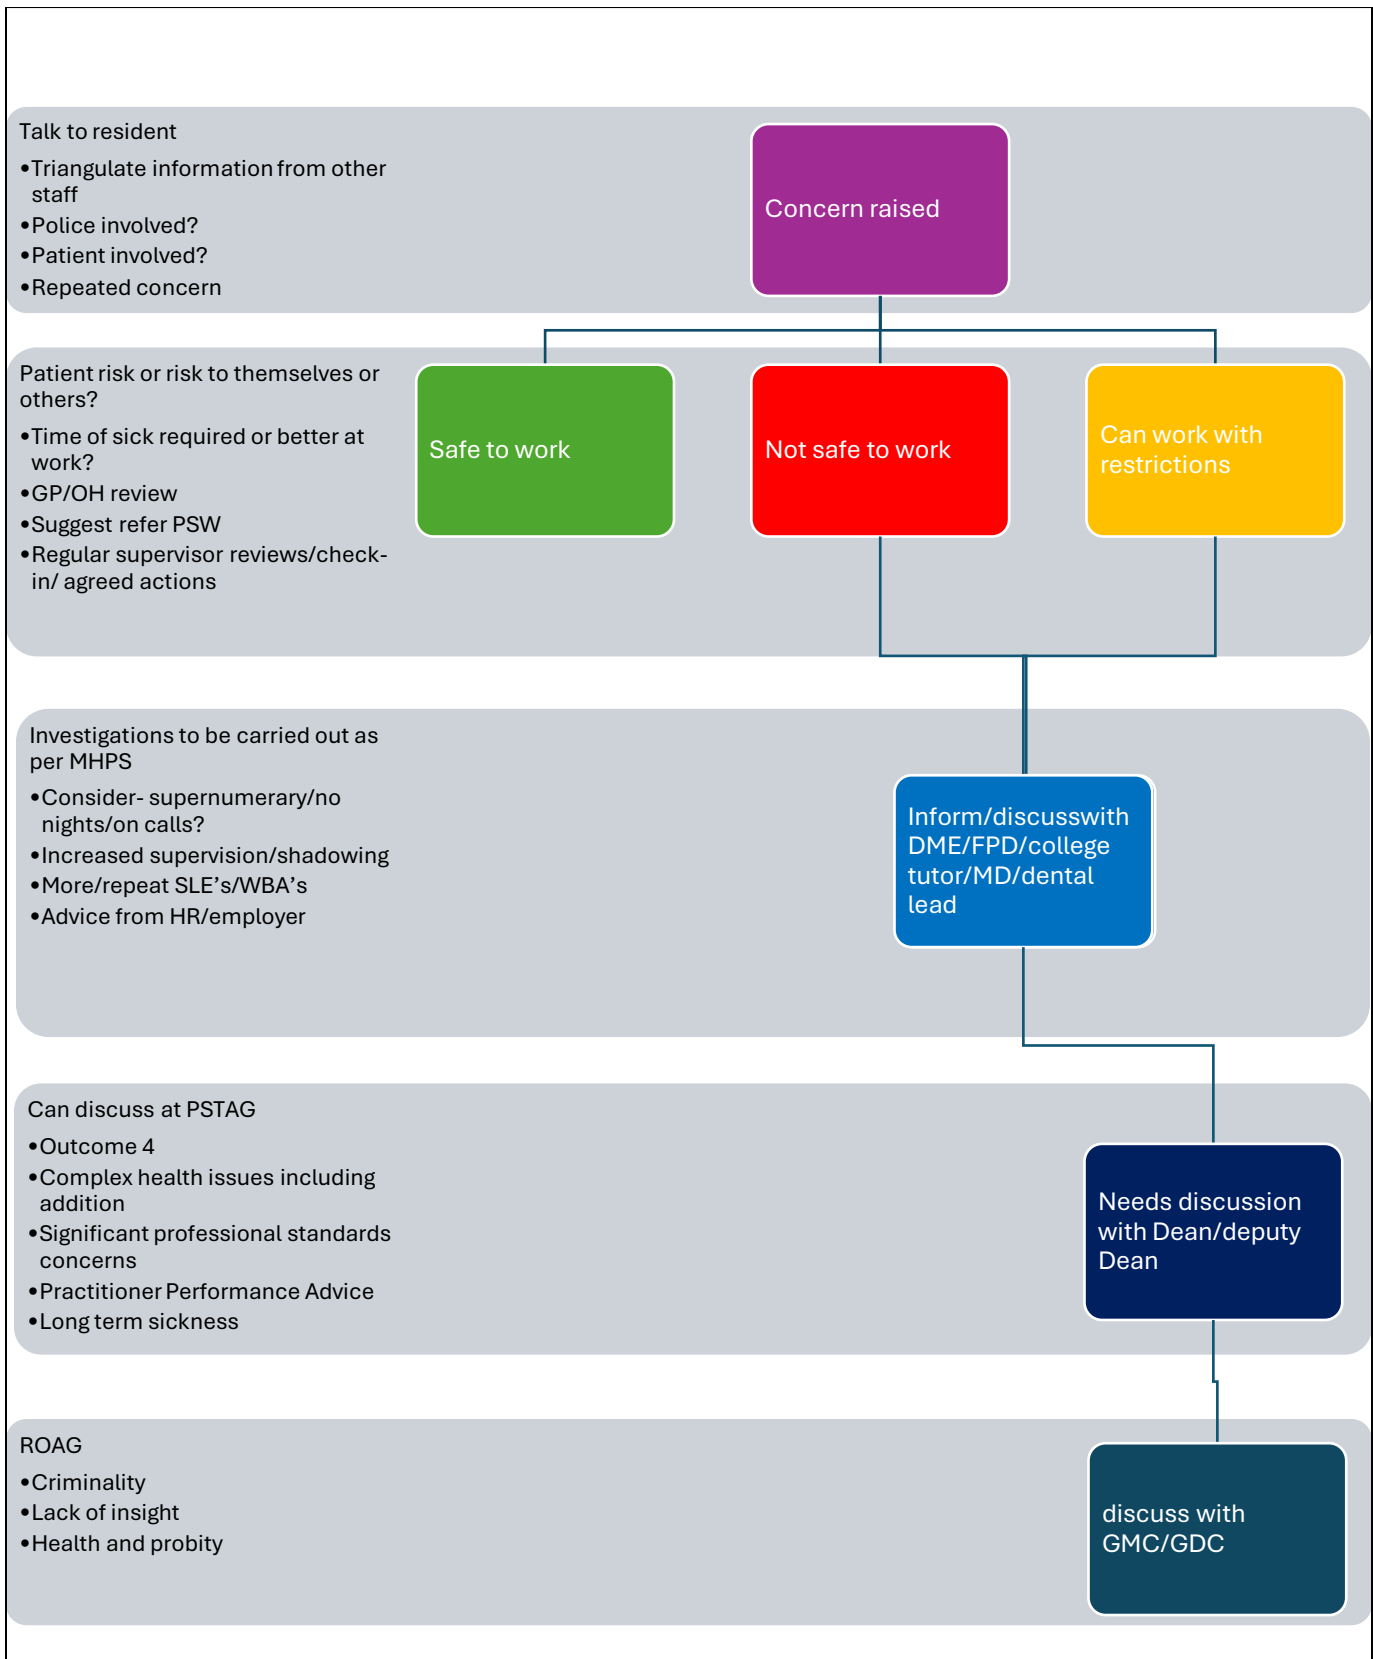 Talk to resident
•Triangulate information from other
staff
•Police involved?
•Patient involved?
•Repeated concern
Concern raised
Patient risk or risk to themselves or
others?
•Time of sick required or better at
work?
•GP/OH review
•Suggest refer PSW
•Regular supervisor reviews/check-
in/ agreed actions
Safe to work
Not safe to work
Can work with
restrictions
Investigations to be carried out as
per MHPS
•Consider- supernumerary/no
nights/on calls?
•Increased supervision/shadowing
•More/repeat SLE’s/WBA’s
•Advice from HR/employer
Inform/discusswith
DME/FPD/college
tutor/MD/dental
lead
Can discuss at PSTAG
•Outcome 4
•Complex health issues including
addition
•Significant professional standards
concerns
•Practitioner Performance Advice
•Long term sickness
Needs discussion
with Dean/deputy
Dean
ROAG
•Criminality
•Lack of insight
•Health and probity
discuss with
GMC/GDC